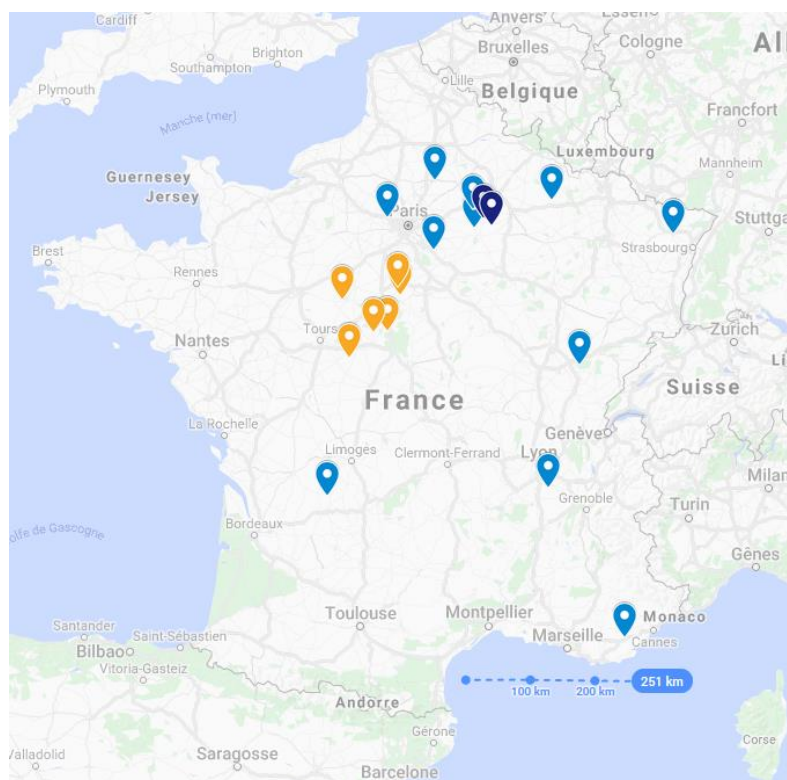 Cardiff
Anvers
Essen
Southampton
Brighton
Bruxelles
Cologne
All
Plymouth
Lille
Belgique
Manche (mer)
Francfort
Luxembourg
Guernesey
Mannheim
Jersey
Paris
Stuttga
Strasbourg
Brest
Rennes
Tours
Zurich
Nantes
Li
France
Suisse
La Rochelle
Genève
Limoges
Clermont-Ferrand
Lyon
Milan
Grenoble
Turin
Bordeaux
olfe de Gascogne
Gênes
Toulouse
Montpellier
Monaco
Santander
Saint-Sébastien
Marseille
Cannes
Bilbao
Vitoria-Gasteiz
100 km
200 km
251 km
Andorre
Gérone
Corse
Valladolid
Saragosse
Barcelone